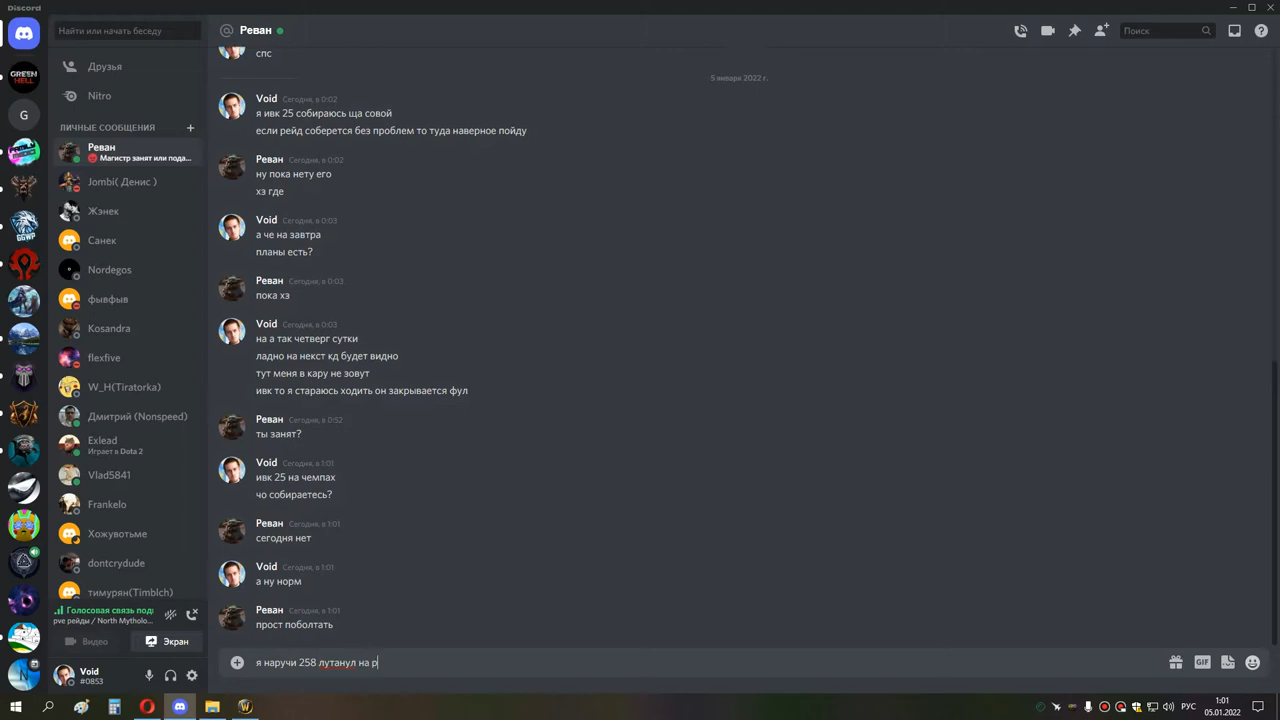 Discord
Найти или начать беседу
@ Реван
Поиск
Друзья
Nitro
ЛИЧНЫЕ СООБЩЕНИЯ
Реван
Магистр занят или пода...
Jombi( Денис )
Жэнек
Санек
Nordegos
фывфыв
Kosandra
flexfive
W_H(Tiratorka)
Дмитрий (Nonspeed)
Exlead
Играет в Dota 2
Vlad5841
Frankelo
Хожувотьме
dontcrydude
тимурян(Timblch)
Голосовая связь подк
pve рейды / North Mytholo...
Видео
Экран
Void
#0853
GREEN
HELL
G
GGWP
спс
5 января 2022 г.
Void Сегодня, в 0:02
я ивк 25 собираюсь ща совой
если рейд соберется без проблем то туда наверное пойду
Реван Сегодня, в 0:02
ну пока нету его
хз где
Void Сегодня, в 0:03
а че на завтра
планы есть?
Реван Сегодня, в 0:03
пока хз
Void Сегодня, в 0:03
на а так четверг сутки
ладно на некст кд будет видно
тут меня в кару не зовут
ивк то я стараюсь ходить он закрывается фул
Реван Сегодня, в 0:52
ты занят?
Void Сегодня, в 1:01
ивк 25 на чемпах
чо собираетесь?
Реван Сегодня, в 1:01
сегодня нет
Void Сегодня, в 1:01
а ну норм
Реван Сегодня, в 1:01
прост поболтать
я наручи 258 лутанул на р
GIF
РУС
1:01
05.01.2022